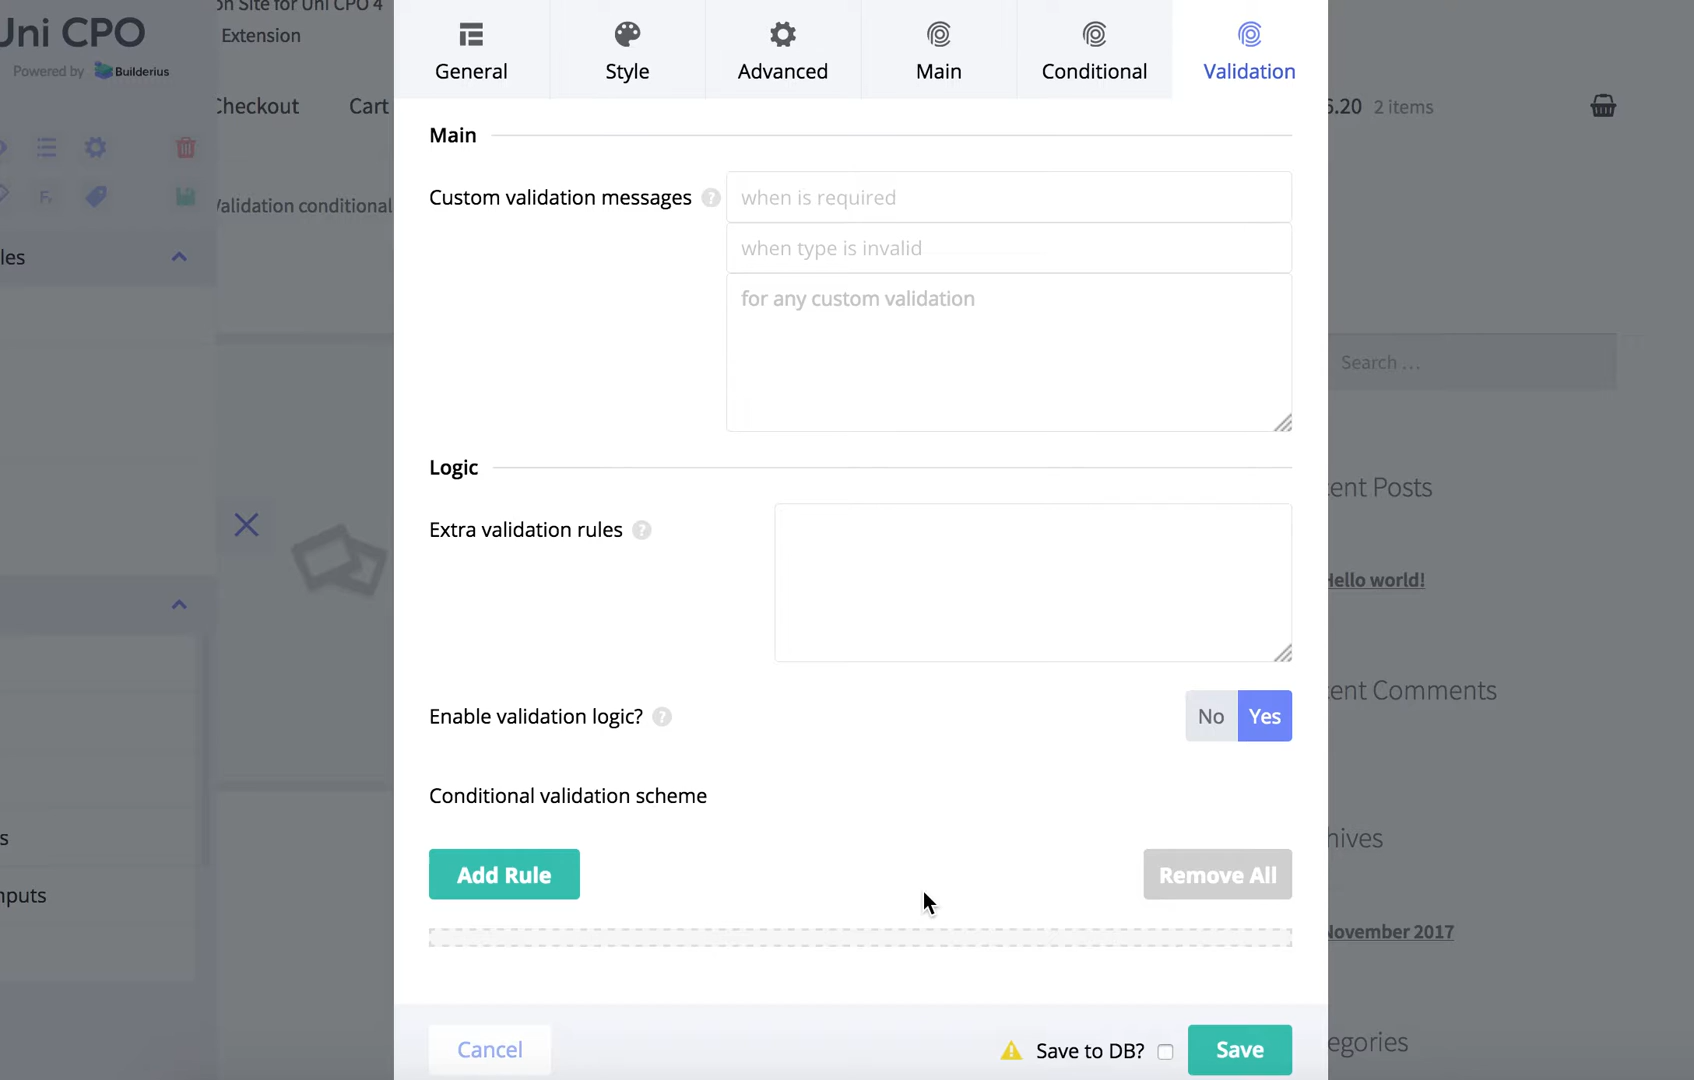 on Site for Uni CPO 4
Uni CPO
Extension
Powered by Builderius
General
Style
Advanced
Main
Conditional
Validation
Checkout
Cart
6.20 2 items
Main
Custom validation messages ?
when is required
Validation conditional
when type is invalid
les
for any custom validation
Search ...
Logic
ent Posts
Extra validation rules ?
Hello world!
ent Comments
Enable validation logic? ?
No
Yes
Conditional validation scheme
hives
s
Add Rule
Remove All
nputs
November 2017
egories
Cancel
Save to DB?
Save